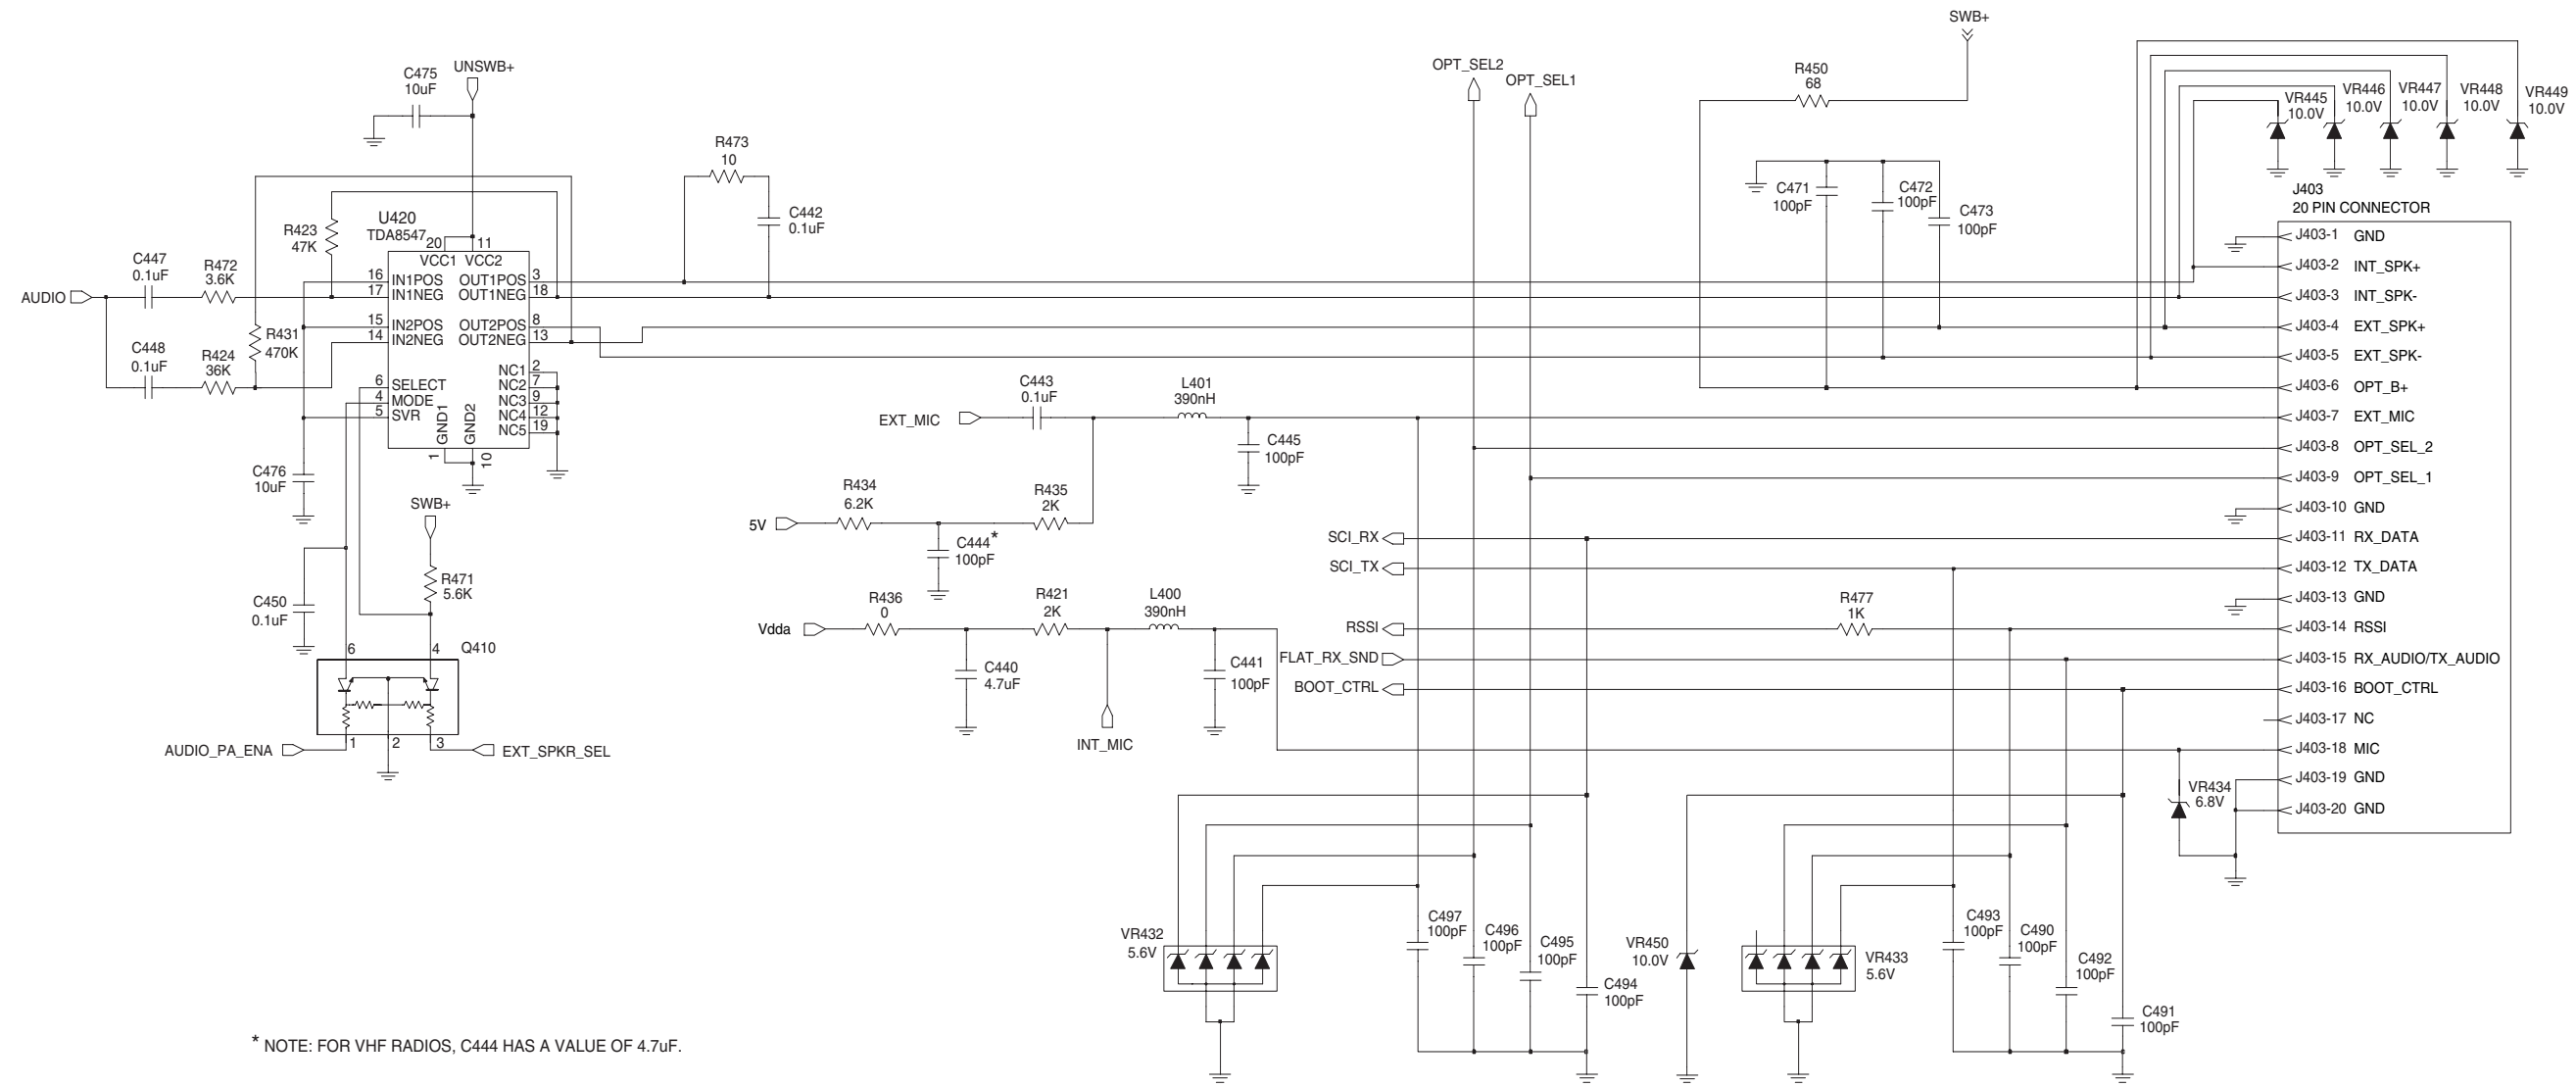 SWB+
C475
10uF
UNSWB+
OPT_SEL2
OPT_SEL1
R450
68
VR445
10.0V
VR446
10.0V
VR447
10.0V
VR448
10.0V
VR449
10.0V
R473
10
C442
0.1uF
C471
100pF
C472
100pF
C473
100pF
J403
20 PIN CONNECTOR
R423
47K
U420
TDA8547
20
11
VCC1
VCC2
C447
0.1uF
R472
3.6K
AUDIO
16
IN1POS
OUT1POS
3
17
IN1NEG
OUT1NEG
18
15
IN2POS
OUT2POS
8
14
IN2NEG
OUT2NEG
13
R431
470K
C448
0.1uF
R424
36K
NC1
2
6
SELECT
NC2
7
4
MODE
NC3
9
5
SVR
NC4
12
NC5
19
GND1
GND2
1
10
C476
10uF
SWB+
R471
5.6K
C450
0.1uF
6
4
Q410
AUDIO_PA_ENA
1
2
3
EXT_SPKR_SEL
EXT_MIC
C443
0.1uF
L401
390nH
C445
100pF
5V
R434
6.2K
R435
2K
C444*
100pF
Vdda
R436
0
R421
2K
L400
390nH
C440
4.7uF
C441
100pF
INT_MIC
SCI_RX
SCI_TX
RSSI
R477
1K
FLAT_RX_SND
BOOT_CTRL
J403-1 GND
J403-2 INT_SPK+
J403-3 INT_SPK-
J403-4 EXT_SPK+
J403-5 EXT_SPK-
J403-6 OPT_B+
J403-7 EXT_MIC
J403-8 OPT_SEL_2
J403-9 OPT_SEL_1
J403-10 GND
J403-11 RX_DATA
J403-12 TX_DATA
J403-13 GND
J403-14 RSSI
J403-15 RX_AUDIO/TX_AUDIO
J403-16 BOOT_CTRL
J403-17 NC
J403-18 MIC
J403-19 GND
J403-20 GND
VR434
6.8V
VR432
5.6V
C497
100pF
C496
100pF
C495
100pF
C494
100pF
VR450
10.0V
VR433
5.6V
C493
100pF
C490
100pF
C492
100pF
C491
100pF
* NOTE: FOR VHF RADIOS, C444 HAS A VALUE OF 4.7uF.